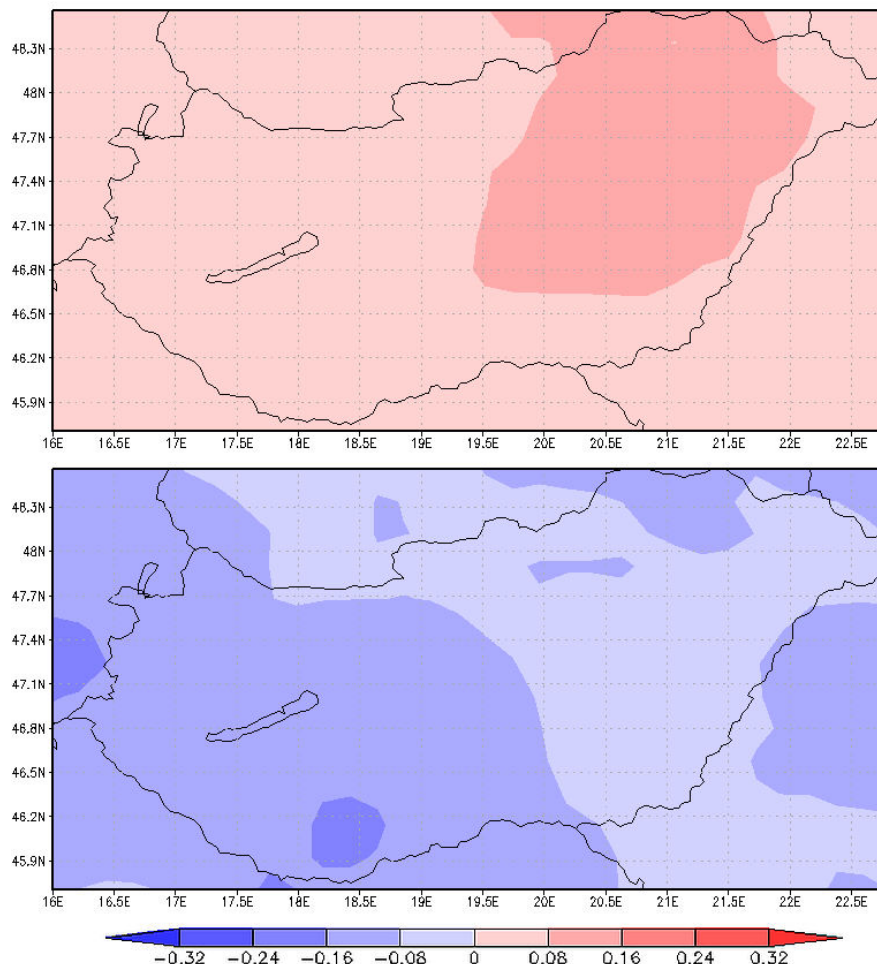 48.3N
48N
47.7N
47.4N
47.1N
46.8N
46.5N
46.2N
45.9N
16E 16.5E 17E 17.5E 18E 18.5E 19E 19.5E 20E 20.5E 21E 21.5E 22E 22.5E
48.3N
48N
47.7N
47.4N
47.1N
46.8N
46.5N
46.2N
45.9N
16E 16.5E 17E 17.5E 18E 18.5E 19E 19.5E 20E 20.5E 21E 21.5E 22E 22.5E
-0.32 -0.24 -0.16 -0.08 0 0.08 0.16 0.24 0.32